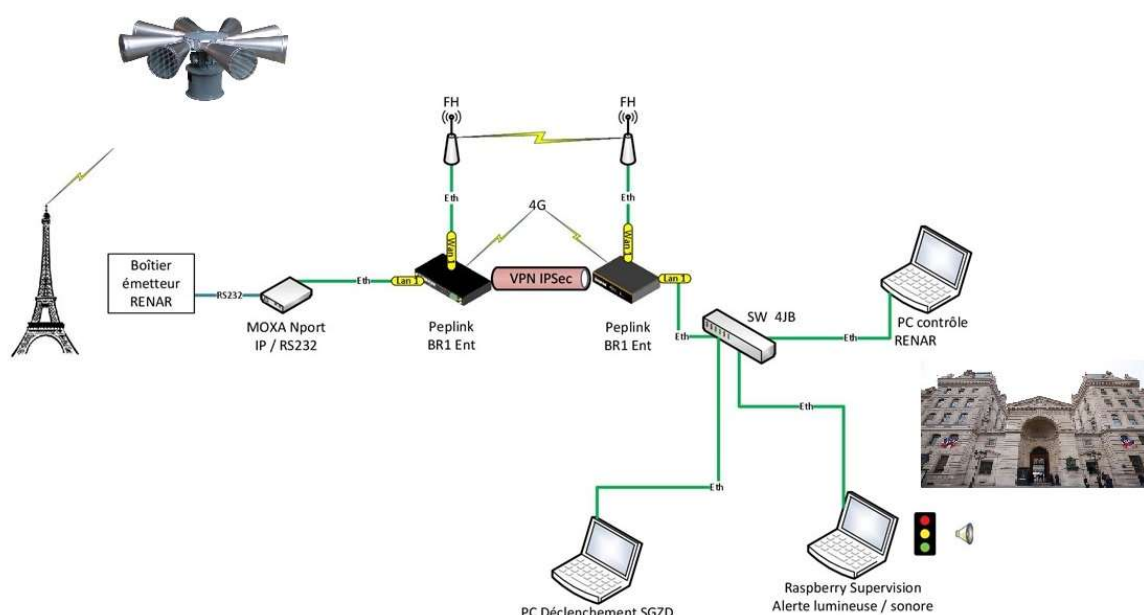 FH
FH
Eth
Eth
4G
Wan 1
Wan 1
Boîtier
émetteur
RENAR
RS232
Eth
Lan 1
VPN IPSec
Lan 1
MOXA Nport
IP / RS232
Peplink
BR1 Ent
Peplink
BR1 Ent
Eth
SW 4JB
Eth
PC contrôle
RENAR
Eth
Eth
Raspberry Supervision
Alerte lumineuse / sonore
PC Déclenchement SGZD